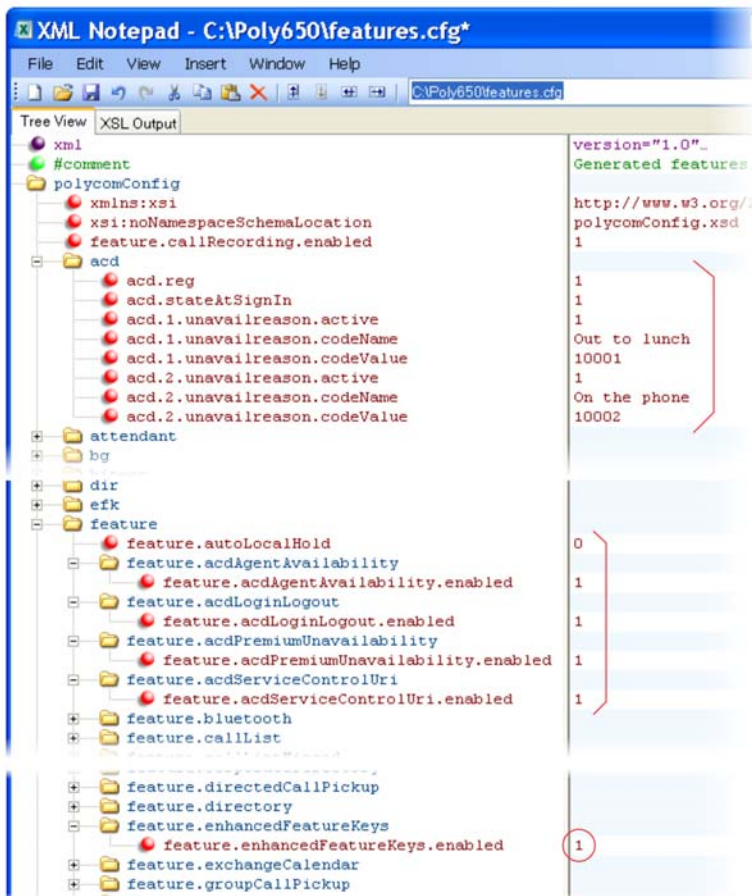 XML Notepad - C:\Poly650\features.cfg*
File Edit View Insert Window Help
C:\Poly650\features.cfg
Tree View XSL Output
xml version="1.0"…
#comment Generated features
polycomConfig
xmlns:xsi http://www.w3.org/
xsi:noNamespaceSchemaLocation polycomConfig.xsd
feature.callRecording.enabled 1
acd
acd.reg 1
acd.stateAtSignIn 1
acd.1.unavailreason.active 1
acd.1.unavailreason.codeName Out to lunch
acd.1.unavailreason.codeValue 10001
acd.2.unavailreason.active 1
acd.2.unavailreason.codeName On the phone
acd.2.unavailreason.codeValue 10002
attendant
bg
dir
efk
feature
feature.autoLocalHold 0
feature.acdAgentAvailability
feature.acdAgentAvailability.enabled 1
feature.acdLoginLogout
feature.acdLoginLogout.enabled 1
feature.acdPremiumUnavailability
feature.acdPremiumUnavailability.enabled 1
feature.acdServiceControlUri
feature.acdServiceControlUri.enabled 1
feature.bluetooth
feature.callList
feature.directedCallPickup
feature.directory
feature.enhancedFeatureKeys
feature.enhancedFeatureKeys.enabled 1
feature.exchangeCalendar
feature.groupCallPickup